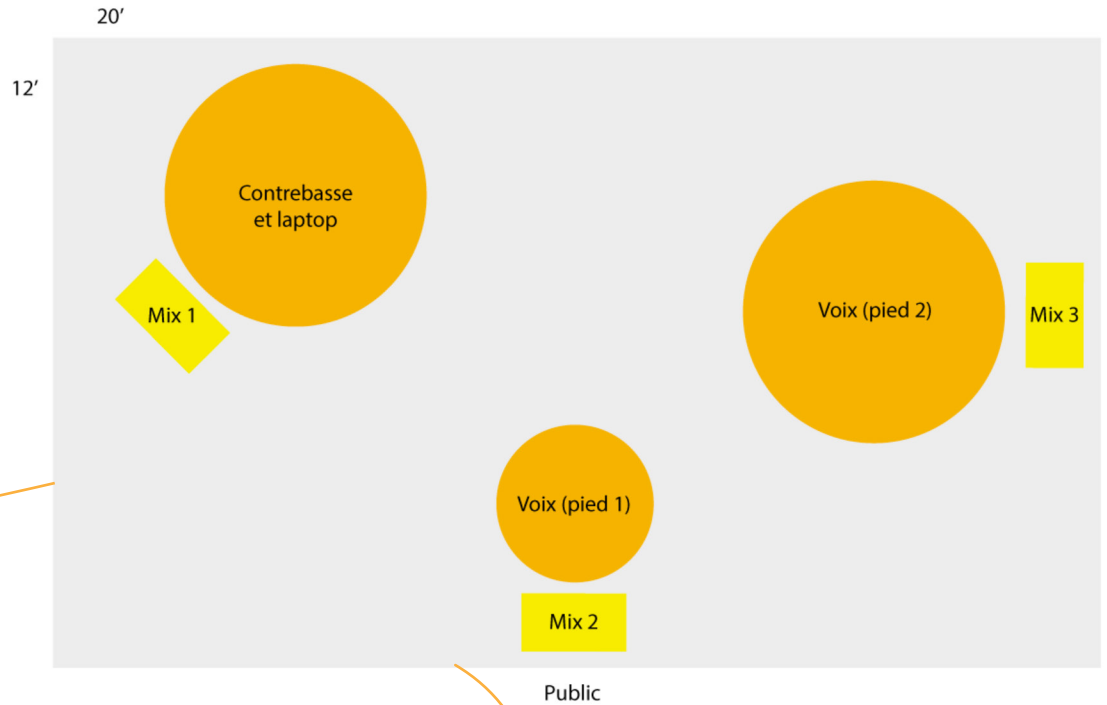 20’
12’
Contrebasse
et laptop
Mix 1
Voix (pied 2)
Mix 3
Voix (pied 1)
Mix 2
Public